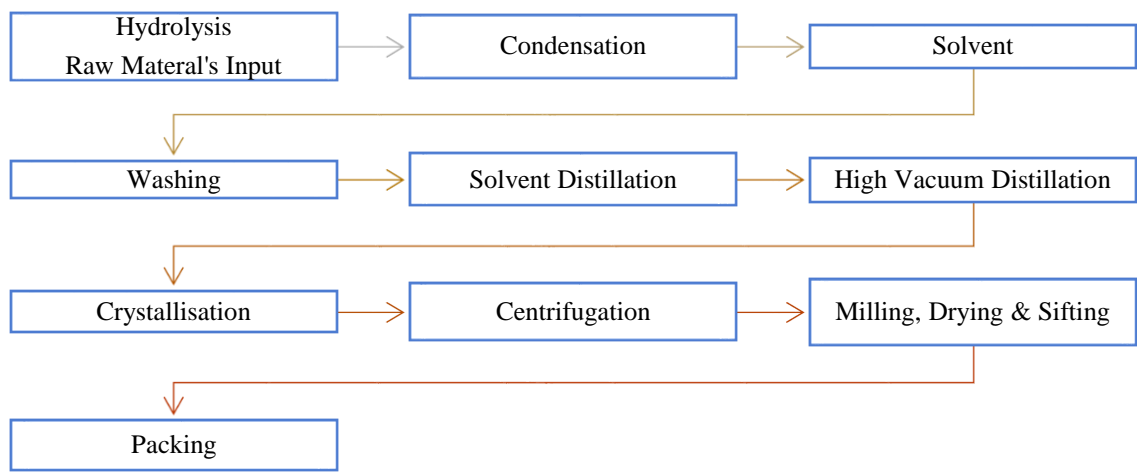 Hydrolysis
Raw Materal's Input
Condensation
Solvent
Washing
Solvent Distillation
High Vacuum Distillation
Crystallisation
Centrifugation
Milling, Drying & Sifting
Packing